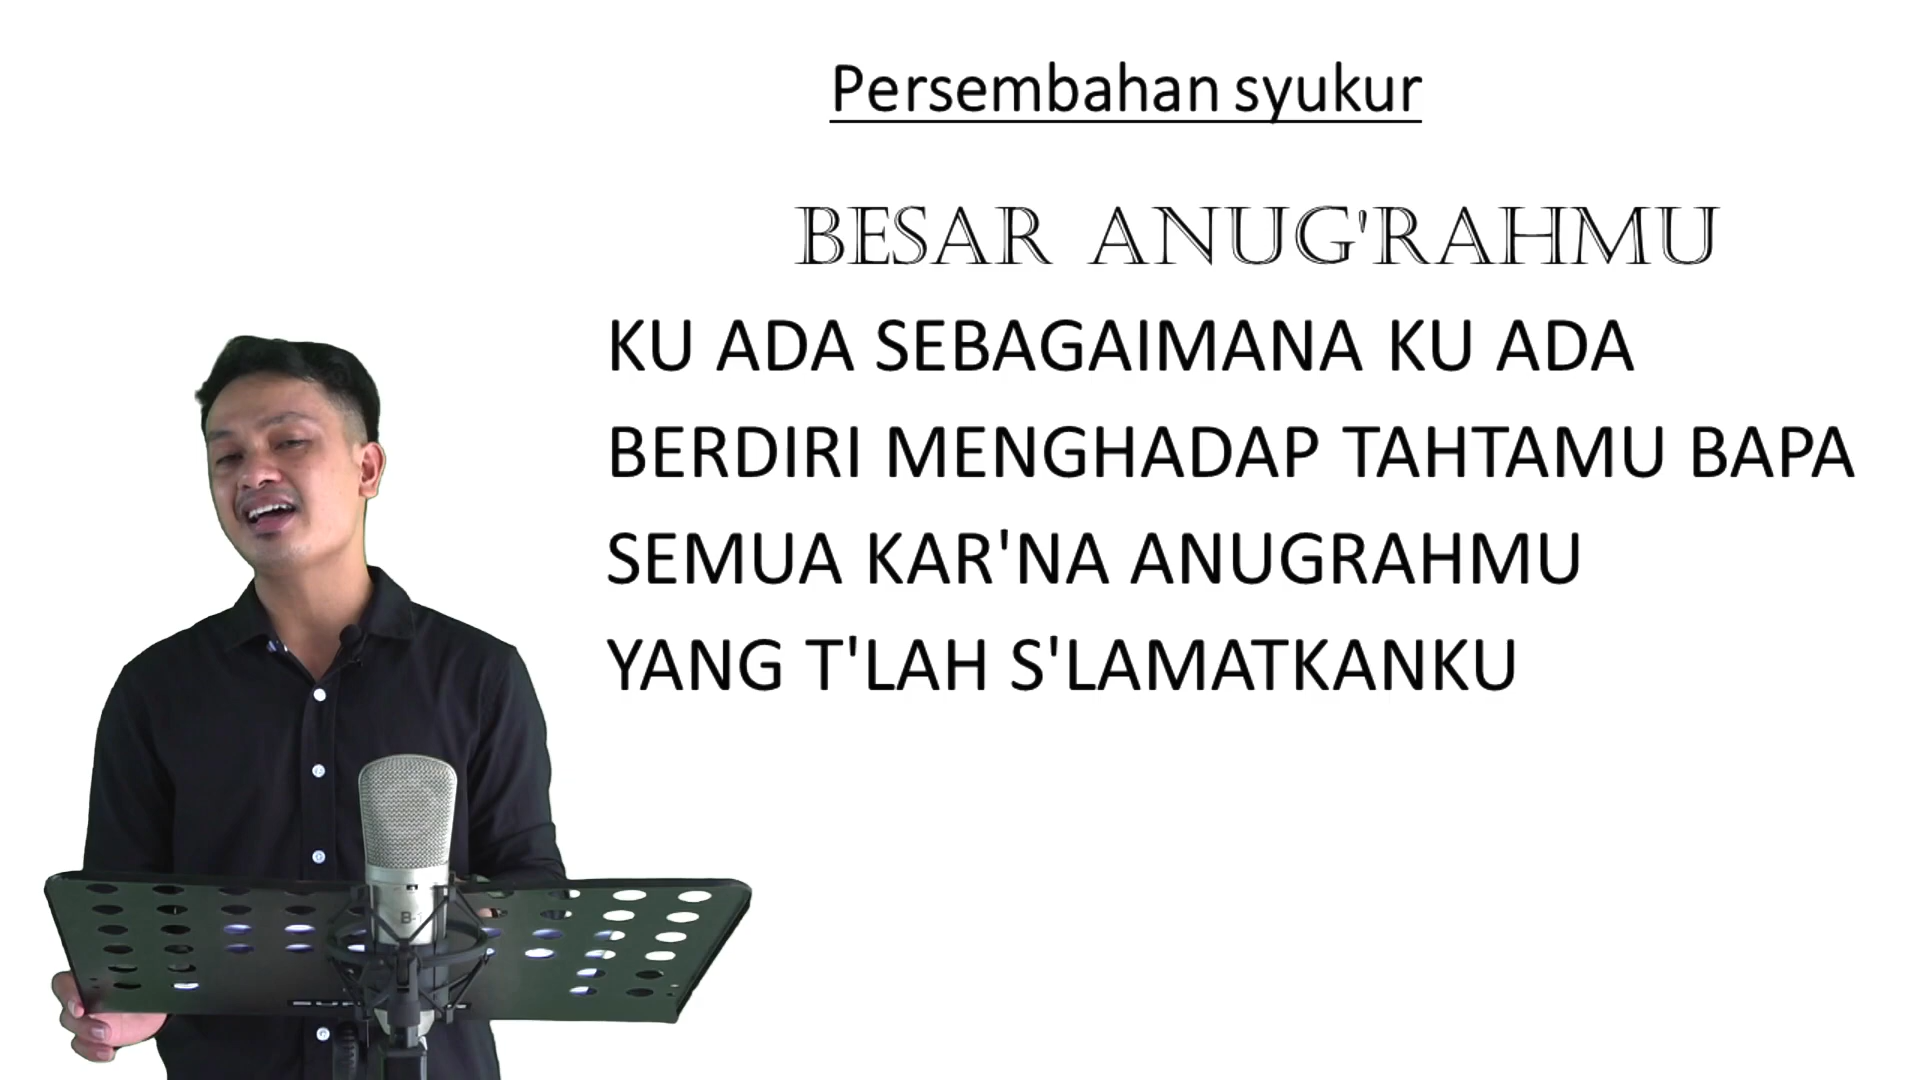 Persembahan syukur
BESAR ANUG'RAHMU
KU ADA SEBAGAIMANA KU ADA
BERDIRI MENGHADAP TAHTAMU BAPA
SEMUA KAR'NA ANUGRAHMU
YANG T'LAH S'LAMATKANKU
B-1